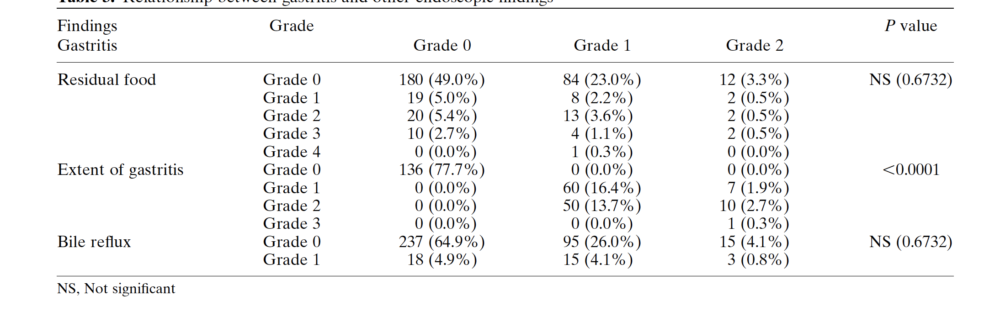 Table 3. Relationship between gastritis and other endoscopic findings
Findings Grade P value
Gastritis Grade 0 Grade 1 Grade 2
Residual food Grade 0 180 (49.0%) 84 (23.0%) 12 (3.3%) NS (0.6732)
Grade 1 19 (5.0%) 8 (2.2%) 2 (0.5%)
Grade 2 20 (5.4%) 13 (3.6%) 2 (0.5%)
Grade 3 10 (2.7%) 4 (1.1%) 2 (0.5%)
Grade 4 0 (0.0%) 1 (0.3%) 0 (0.0%)
Extent of gastritis Grade 0 136 (77.7%) 0 (0.0%) 0 (0.0%) <0.0001
Grade 1 0 (0.0%) 60 (16.4%) 7 (1.9%)
Grade 2 0 (0.0%) 50 (13.7%) 10 (2.7%)
Grade 3 0 (0.0%) 0 (0.0%) 1 (0.3%)
Bile reflux Grade 0 237 (64.9%) 95 (26.0%) 15 (4.1%) NS (0.6732)
Grade 1 18 (4.9%) 15 (4.1%) 3 (0.8%)
NS, Not significant